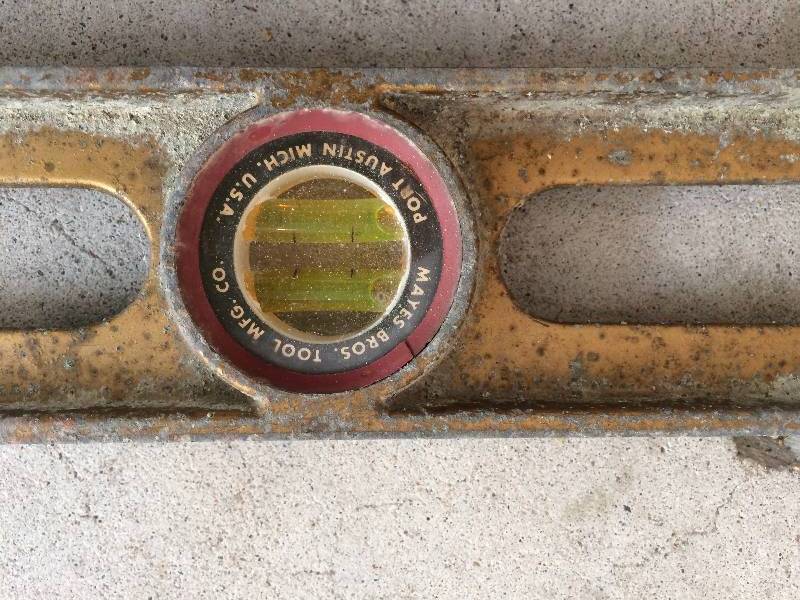 MAYES BROS. TOOL MFG. CO.
PORT AUSTIN MICH. U.S.A.